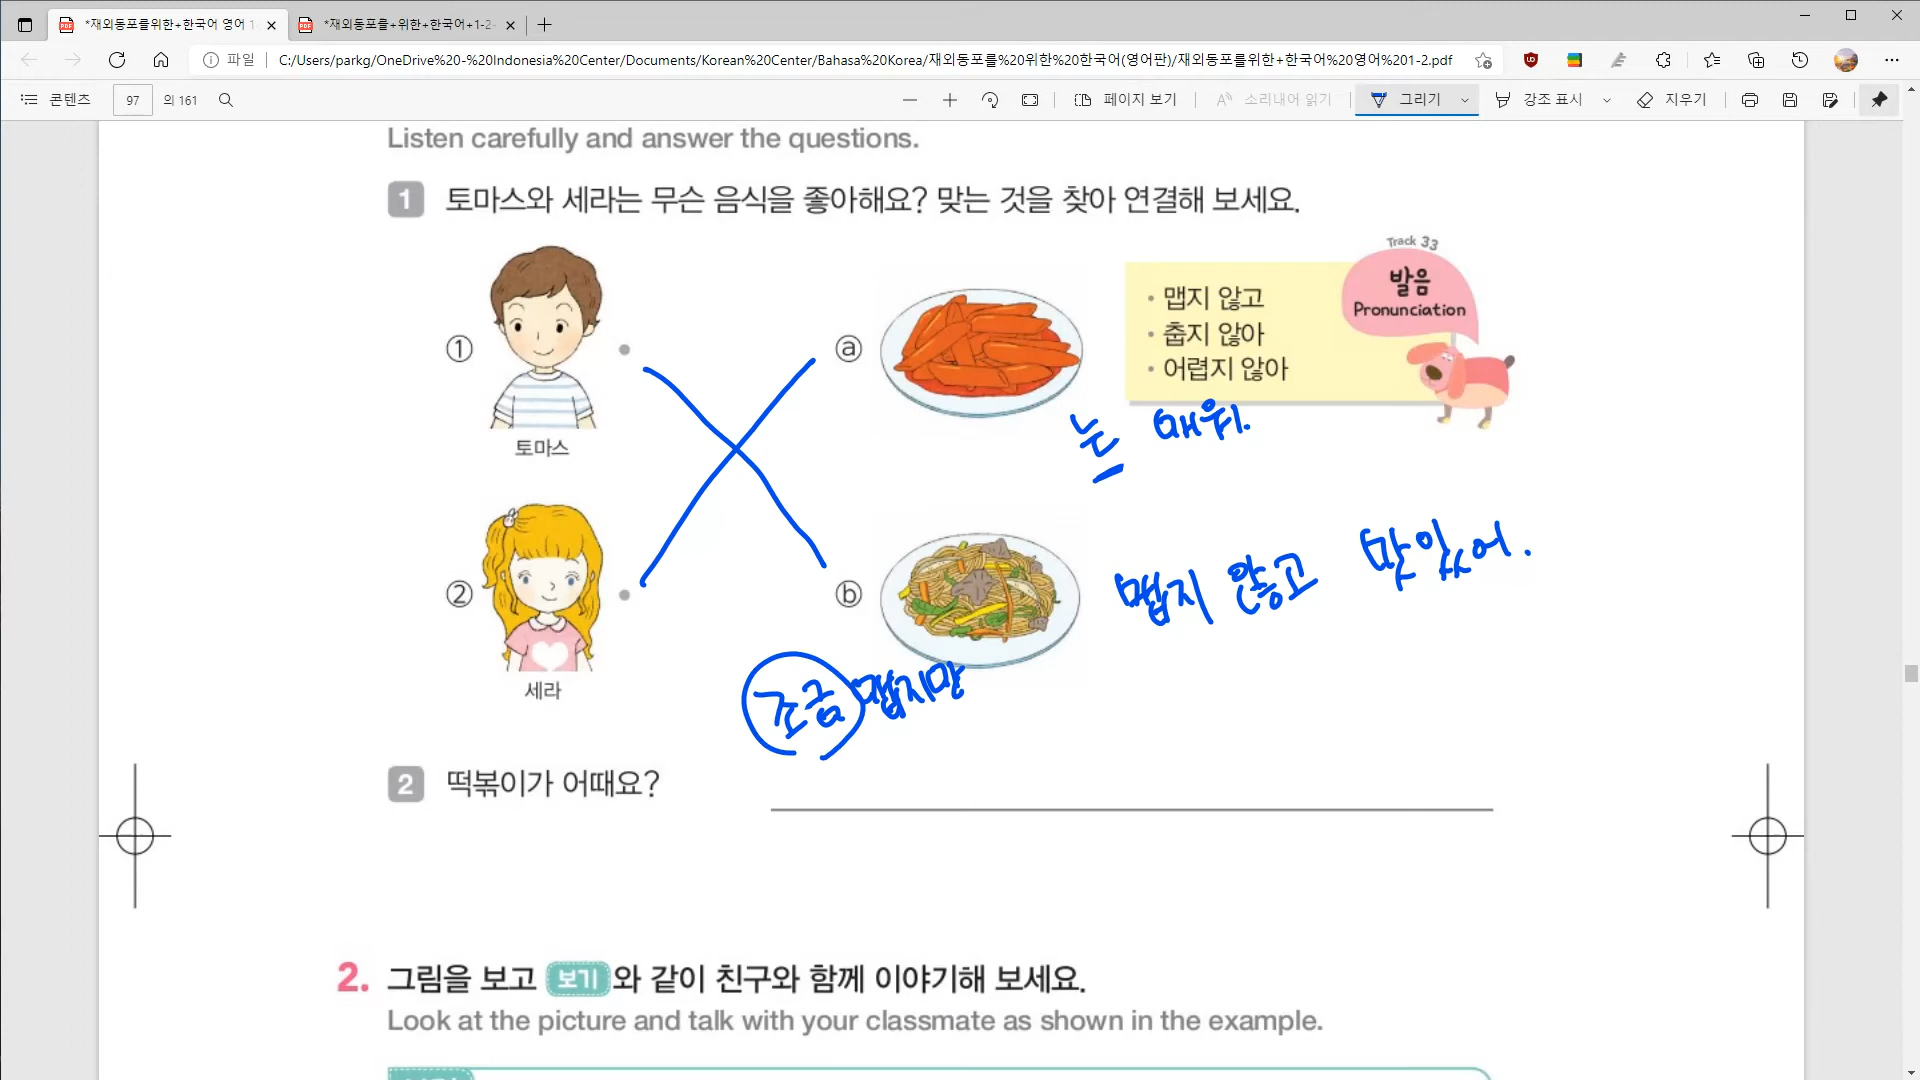 *재외동포를위한+한국어 영어 1
*재외동포를+위한+한국어+1-2-
파일
C:/Users/parkg/OneDrive%20-%20Indonesia%20Center/Documents/Korean%20Center/Bahasa%20Korea/재외동포를%20위한%20한국어(영어판)/재외동포를위한+한국어%20영어%201-2.pdf
콘텐츠 97 의 161 페이지 보기 소리내어 읽기 그리기 강조 표시 지우기
Listen carefully and answer the questions.
1 토마스와 세라는 무슨 음식을 좋아해요? 맞는 것을 찾아 연결해 보세요.
① 토마스
② 세라
ⓐ
ⓑ
Track 33
발음
Pronunciation
• 맵지 않고
• 춥지 않아
• 어렵지 않아
는 매워.
맵지 않고 맛있어.
조금 맵지만
2 떡볶이가 어때요?
2. 그림을 보고 보기 와 같이 친구와 함께 이야기해 보세요.
Look at the picture and talk with your classmate as shown in the example.